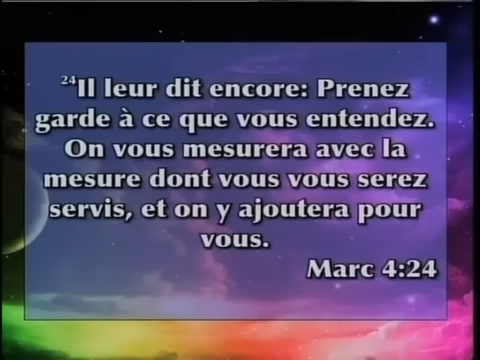 24Il leur dit encore: Prenez
garde à ce que vous entendez.
On vous mesurera avec la
mesure dont vous vous serez
servis, et on y ajoutera pour
vous.
Marc 4:24